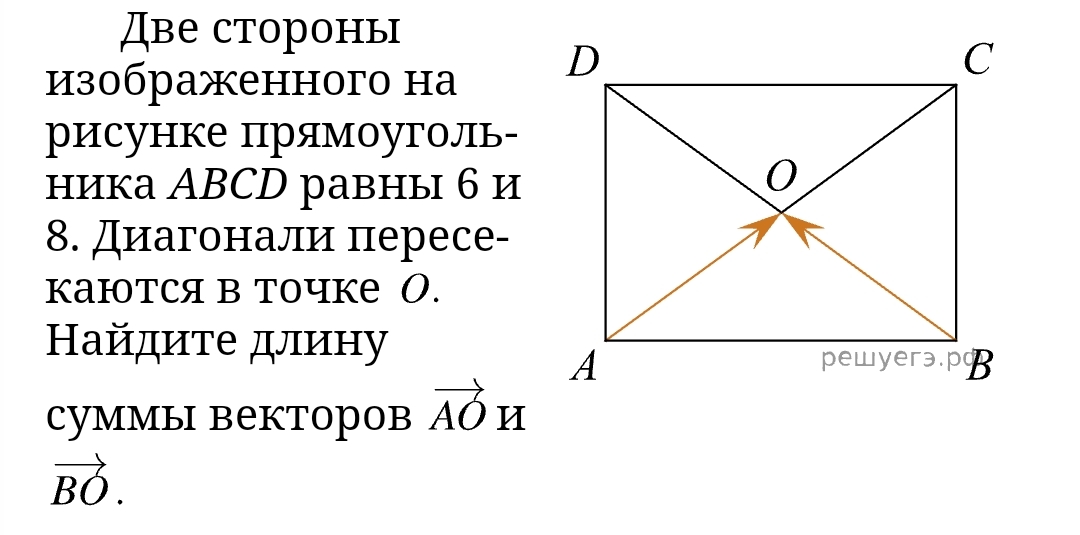 Две стороны
изображенного на
рисунке прямоуголь-
ника ABCD равны 6 и
8. Диагонали пересе-
каются в точке O.
Найдите длину
суммы векторов AO и
BO.
D
C
O
A
B
решуегэ.рф